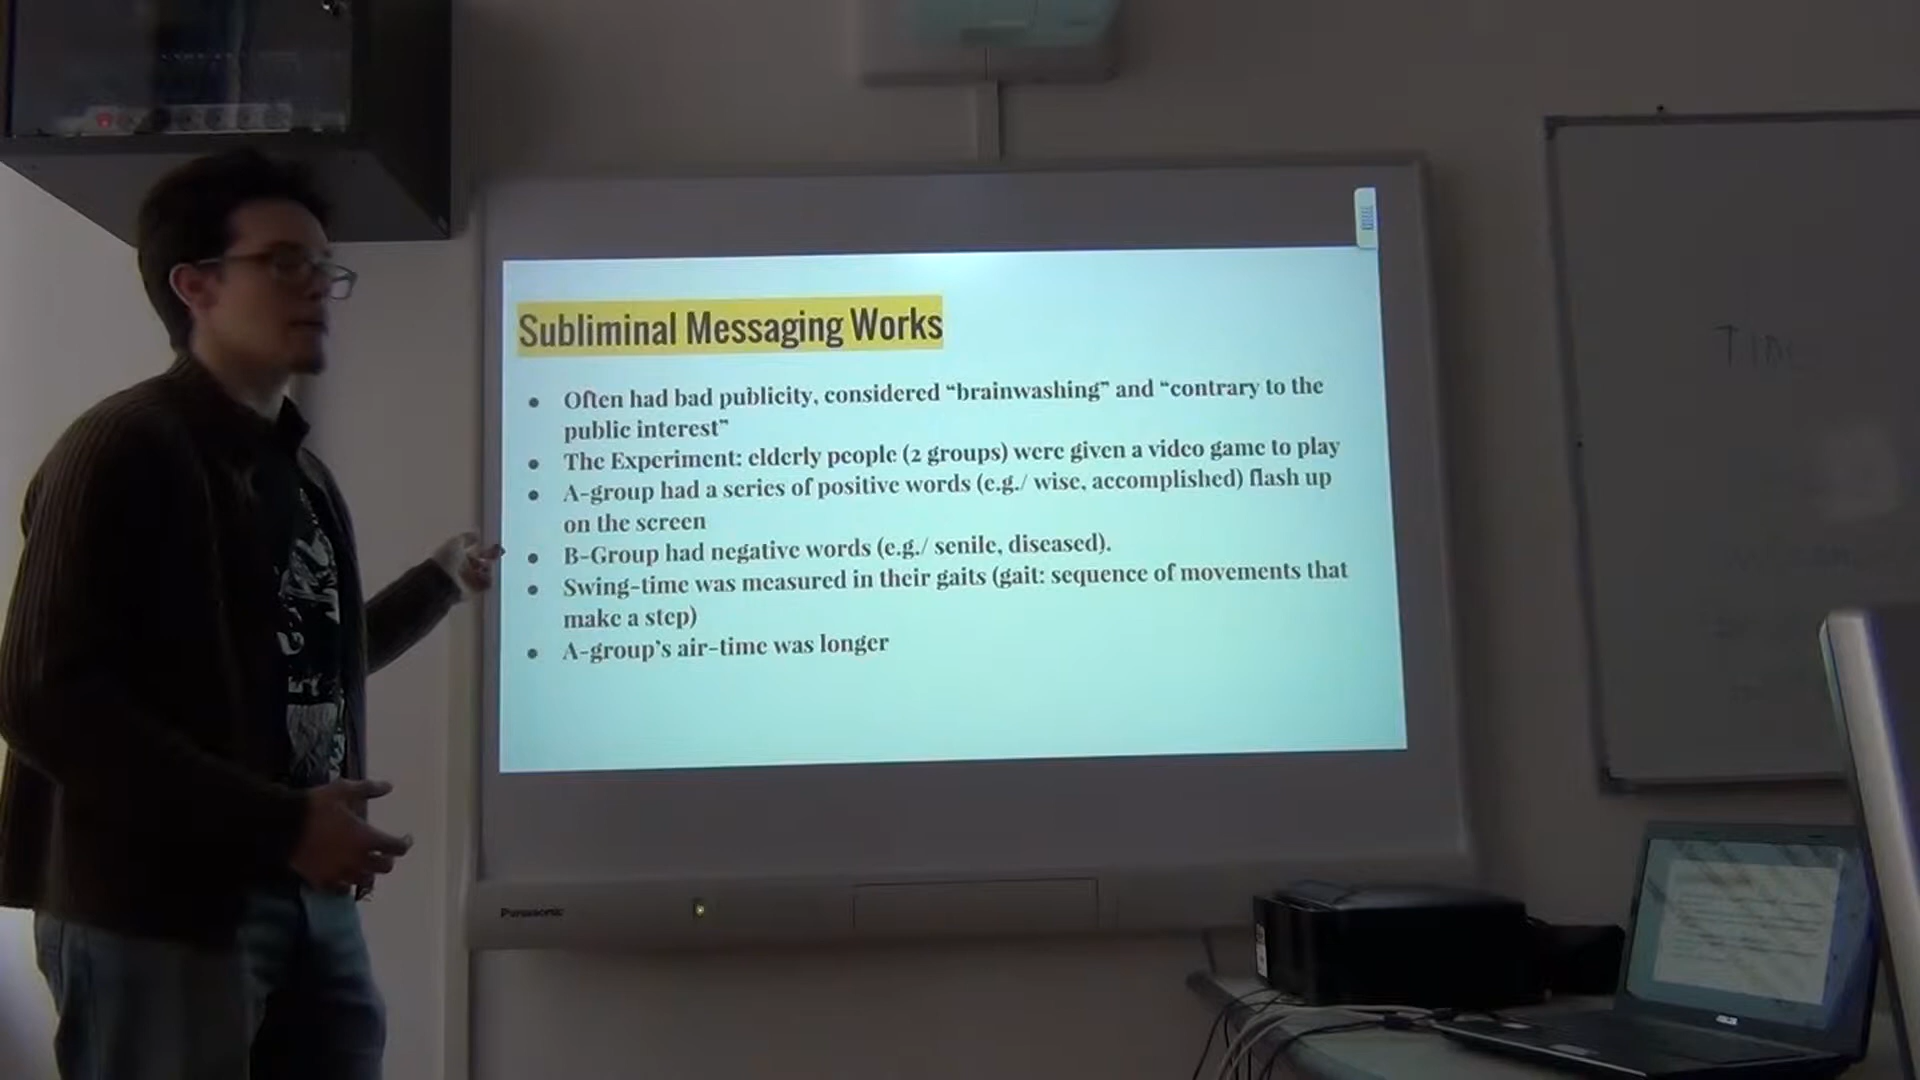 Subliminal Messaging Works
Often had bad publicity, considered “brainwashing” and “contrary to the
public interest”
The Experiment: elderly people (2 groups) were given a video game to play
A-group had a series of positive words (e.g./ wise, accomplished) flash up
on the screen
B-Group had negative words (e.g./ senile, diseased).
Swing-time was measured in their gaits (gait: sequence of movements that
make a step)
A-group’s air-time was longer
Panasonic